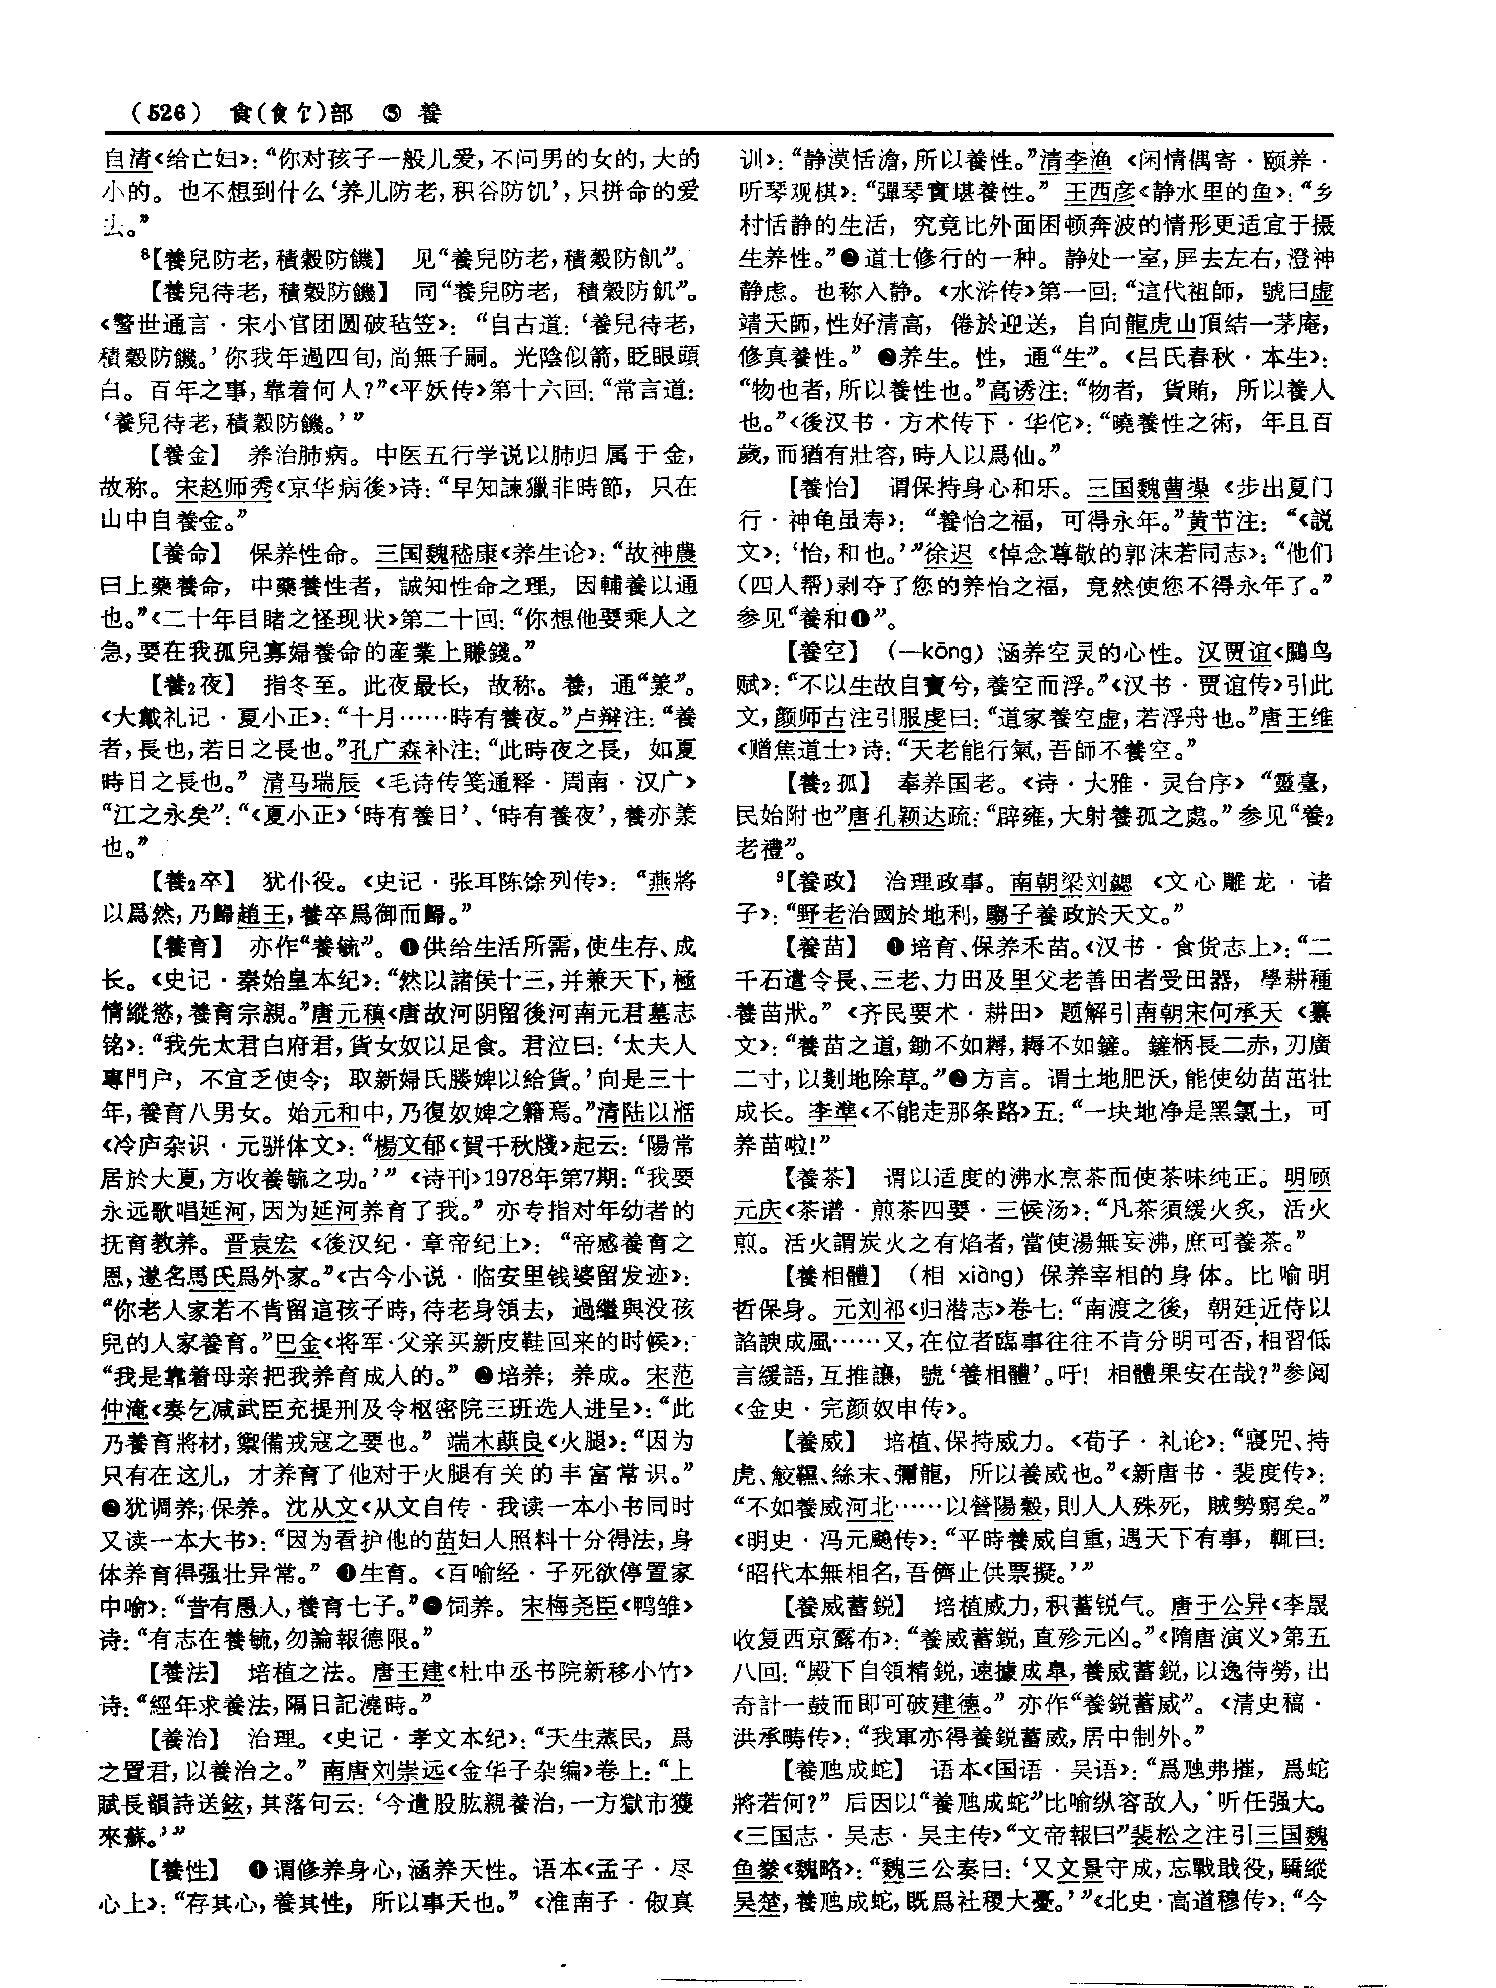 （526） 食(飠饣)部 ⑤ 養
自清《给亡妇》：“你对孩子一般儿爱，不问男的女的，大的
小的。也不想到什么‘养儿防老，积谷防饥’，只拼命的爱
去。”
8【養兒防老，積穀防饑】 见“養兒防老，積穀防飢”。
【養兒待老，積穀防饑】 同“養兒防老，積穀防飢”。
《警世通言·宋小官团圆破毡笠》：“自古道：‘養兒待老，
積穀防饑。’你我年過四旬，尚無子嗣。光陰似箭，眨眼頭
白。百年之事，靠着何人？”《平妖传》第十六回：“常言道：
‘養兒待老，積穀防饑。’”
【養金】 养治肺病。中医五行学说以肺归属于金，
故称。宋赵师秀《京华病後》诗：“早知諫獵非時節，只在
山中自養金。”
【養命】 保养性命。三国魏嵇康《养生论》：“故神農
曰上藥養命，中藥養性者，誠知性命之理，因輔養以通
也。”《二十年目睹之怪现状》第二十回：“你想他要乘人之
急，要在我孤兒寡婦養命的産業上賺錢。”
【養2夜】 指冬至。此夜最长，故称。養，通“羕”。
《大戴礼记·夏小正》：“十月……時有養夜。”卢辩注：“養
者，長也，若日之長也。”孔广森补注：“此時夜之長，如夏
時日之長也。”清马瑞辰《毛诗传笺通释·周南·汉广》
“江之永矣”：“《夏小正》‘時有養日’、‘時有養夜’，養亦羕
也。”
【養2卒】 犹仆役。《史记·张耳陈馀列传》：“燕將
以爲然，乃歸趙王，養卒爲御而歸。”
【養育】 亦作“養毓”。❶供给生活所需，使生存、成
长。《史记·秦始皇本纪》：“然以諸侯十三，并兼天下，極
情縱慾，養育宗親。”唐元稹《唐故河阴留後河南元君墓志
铭》：“我先太君白府君，貨女奴以足食。君泣曰：‘太夫人
專門户，不宜乏使令；取新婦氏媵婢以給貨。’向是三十
年，養育八男女。始元和中，乃復奴婢之籍焉。”清陆以湉
《冷庐杂识·元骈体文》：“楊文郁《賀千秋牋》起云：‘陽常
居於大夏，方收養毓之功。’”《诗刊》1978年第7期：“我要
永远歌唱延河，因为延河养育了我。”亦专指对年幼者的
抚育教养。晋袁宏《後汉纪·章帝纪上》：“帝感養育之
恩，遂名馬氏爲外家。”《古今小说·临安里钱婆留发迹》：
“你老人家若不肯留這孩子時，待老身領去，過繼與没孩
兒的人家養育。”巴金《将军·父亲买新皮鞋回来的时候》：
“我是靠着母亲把我养育成人的。”❷培养；养成。宋范
仲淹《奏乞减武臣充提刑及令枢密院三班选人进呈》：“此
乃養育將材，禦備戎寇之要也。”端木蕻良《火腿》：“因为
只有在这儿，才养育了他对于火腿有关的丰富常识。”
❸犹调养；保养。沈从文《从文自传·我读一本小书同时
又读一本大书》：“因为看护他的苗妇人照料十分得法，身
体养育得强壮异常。”❹生育。《百喻经·子死欲停置家
中喻》：“昔有愚人，養育七子。”❺饲养。宋梅尧臣《鸭雏》
诗：“有志在養毓，勿論報德限。”
【養法】 培植之法。唐王建《杜中丞书院新移小竹》
诗：“經年求養法，隔日記澆時。”
【養治】 治理。《史记·孝文本纪》：“天生蒸民，爲
之置君，以養治之。”南唐刘崇远《金华子杂编》卷上：“上
賦長韻詩送鉉，其落句云：‘今遣股肱親養治，一方獄市獲
來蘇。’”
【養性】 ❶谓修养身心，涵养天性。语本《孟子·尽
心上》：“存其心，養其性，所以事天也。”《淮南子·俶真
训》：“静漠恬澹，所以養性。”清李渔《闲情偶寄·颐养·
听琴观棋》：“彈琴實堪養性。”王西彦《静水里的鱼》：“乡
村恬静的生活，究竟比外面困顿奔波的情形更适宜于摄
生养性。”❷道士修行的一种。静处一室，屏去左右，澄神
静虑。也称入静。《水浒传》第一回：“這代祖師，號曰虛
靖天師，性好清高，倦於迎送，自向龍虎山頂結一茅庵，
修真養性。”❸养生。性，通“生”。《吕氏春秋·本生》：
“物也者，所以養性也。”高诱注：“物者，貨賄，所以養人
也。”《後汉书·方术传下·华佗》：“曉養性之術，年且百
歲，而猶有壯容，時人以爲仙。”
【養怡】 谓保持身心和乐。三国魏曹操《步出夏门
行·神龟虽寿》：“養怡之福，可得永年。”黄节注：“《説
文》：‘怡，和也。’”徐迟《悼念尊敬的郭沫若同志》：“他们
（四人帮）剥夺了您的养怡之福，竟然使您不得永年了。”
参见“養和❶”。
【養空】 （—kōng）涵养空灵的心性。汉贾谊《鵩鸟
赋》：“不以生故自寶兮，養空而浮。”《汉书·贾谊传》引此
文，颜师古注引服虔曰：“道家養空虚，若浮舟也。”唐王维
《赠焦道士》诗：“天老能行氣，吾師不養空。”
【養2孤】 奉养国老。《诗·大雅·灵台序》“靈臺，
民始附也”唐孔颖达疏：“辟雍，大射養孤之處。”参见“養2
老禮”。
9【養政】 治理政事。南朝梁刘勰《文心雕龙·诸
子》：“野老治國於地利，騶子養政於天文。”
【養苗】 ❶培育、保养禾苗。《汉书·食货志上》：“二
千石遣令長、三老、力田及里父老善田者受田器，學耕種
養苗狀。”《齐民要术·耕田》题解引南朝宋何承天《纂
文》：“養苗之道，鋤不如耨，耨不如鏟。鏟柄長二赤，刃廣
二寸，以剗地除草。”❷方言。谓土地肥沃，能使幼苗茁壮
成长。李準《不能走那条路》五：“一块地净是黑氯土，可
养苗啦！”
【養茶】 谓以适度的沸水烹茶而使茶味纯正。明顾
元庆《茶谱·煎茶四要·三候汤》：“凡茶須緩火炙，活火
煎。活火謂炭火之有焰者，當使湯無妄沸，庶可養茶。”
【養相體】 （相 xiàng）保养宰相的身体。比喻明
哲保身。元刘祁《归潜志》卷七：“南渡之後，朝廷近侍以
諂諛成風……又，在位者臨事往往不肯分明可否，相習低
言緩語，互推讓，號‘養相體’。吁！相體果安在哉？”参阅
《金史·完颜奴申传》。
【養威】 培植、保持威力。《荀子·礼论》：“寢兕、持
虎、鮫韅、絲末、彌龍，所以養威也。”《新唐书·裴度传》：
“不如養威河北……以營陽穀，則人人殊死，賊勢窮矣。”
《明史·冯元飇传》：“平時養威自重，遇天下有事，輒曰：
‘昭代本無相名，吾儕止供票擬。’”
【養威蓄鋭】 培植威力，积蓄锐气。唐于公异《李晟
收复西京露布》：“養威蓄鋭，直殄元凶。”《隋唐演义》第五
八回：“殿下自領精鋭，速據成皋，養威蓄鋭，以逸待勞，出
奇計一鼓而即可破建德。”亦作“養鋭蓄威”。《清史稿·
洪承畴传》：“我軍亦得養鋭蓄威，居中制外。”
【養虺成蛇】 语本《国语·吴语》：“爲虺弗摧，爲蛇
將若何？”后因以“養虺成蛇”比喻纵容敌人，听任强大。
《三国志·吴志·吴主传》“文帝報曰”裴松之注引三国魏
鱼豢《魏略》：“魏三公奏曰：‘又文景守成，忘戰戢役，驕縱
吴楚，養虺成蛇，既爲社稷大憂。’”《北史·高道穆传》：“今